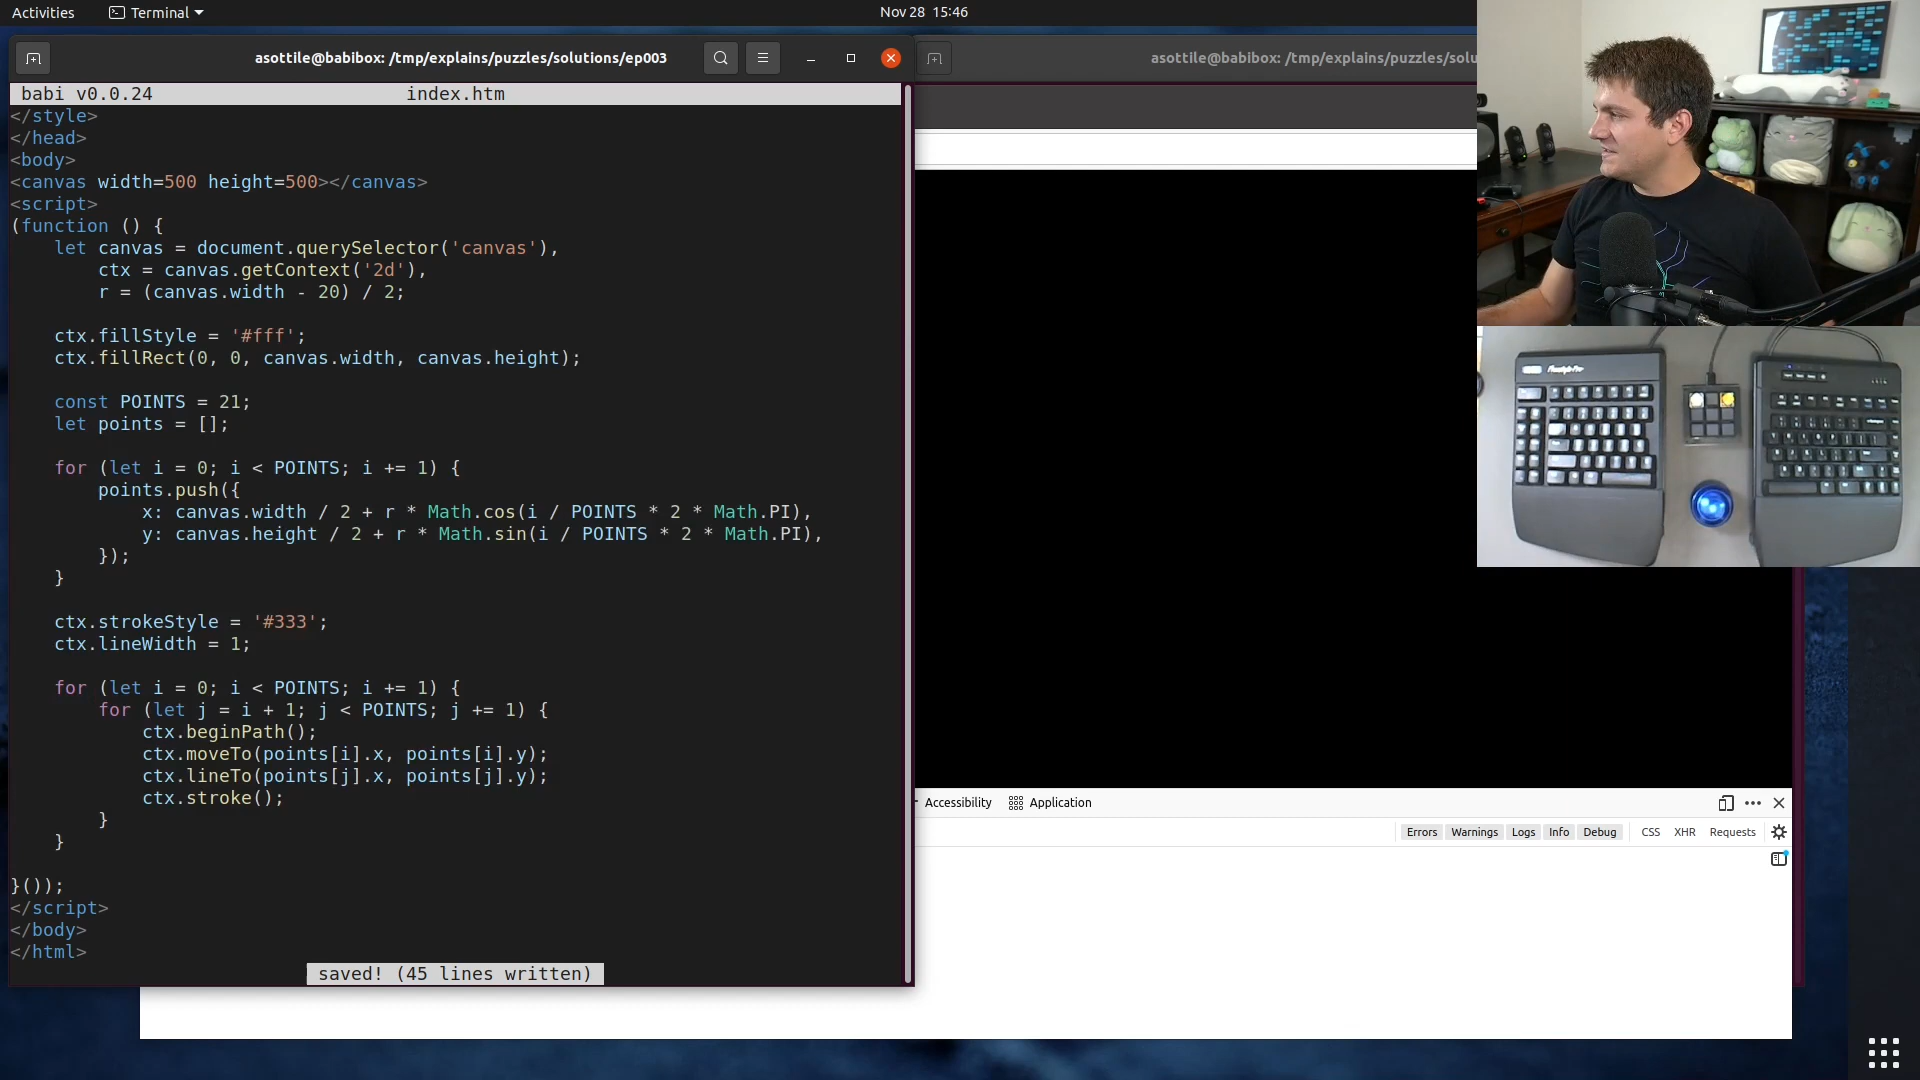 Activities
Terminal
Nov 28 15:46
asottile@babibox: /tmp/explains/puzzles/solutions/ep003
asottile@babibox: /tmp/explains/puzzles/solu
babi v0.0.24
index.htm
</style>
</head>
<body>
<canvas width=500 height=500></canvas>
<script>
(function () {
    let canvas = document.querySelector('canvas'),
        ctx = canvas.getContext('2d'),
        r = (canvas.width - 20) / 2;
    ctx.fillStyle = '#fff';
    ctx.fillRect(0, 0, canvas.width, canvas.height);
    const POINTS = 21;
    let points = [];
    for (let i = 0; i < POINTS; i += 1) {
        points.push({
            x: canvas.width / 2 + r * Math.cos(i / POINTS * 2 * Math.PI),
            y: canvas.height / 2 + r * Math.sin(i / POINTS * 2 * Math.PI),
        });
    }
    ctx.strokeStyle = '#333';
    ctx.lineWidth = 1;
    for (let i = 0; i < POINTS; i += 1) {
        for (let j = i + 1; j < POINTS; j += 1) {
            ctx.beginPath();
            ctx.moveTo(points[i].x, points[i].y);
            ctx.lineTo(points[j].x, points[j].y);
            ctx.stroke();
        }
    }
}());
</script>
</body>
</html>
saved! (45 lines written)
Accessibility
Application
Errors
Warnings
Logs
Info
Debug
CSS
XHR
Requests